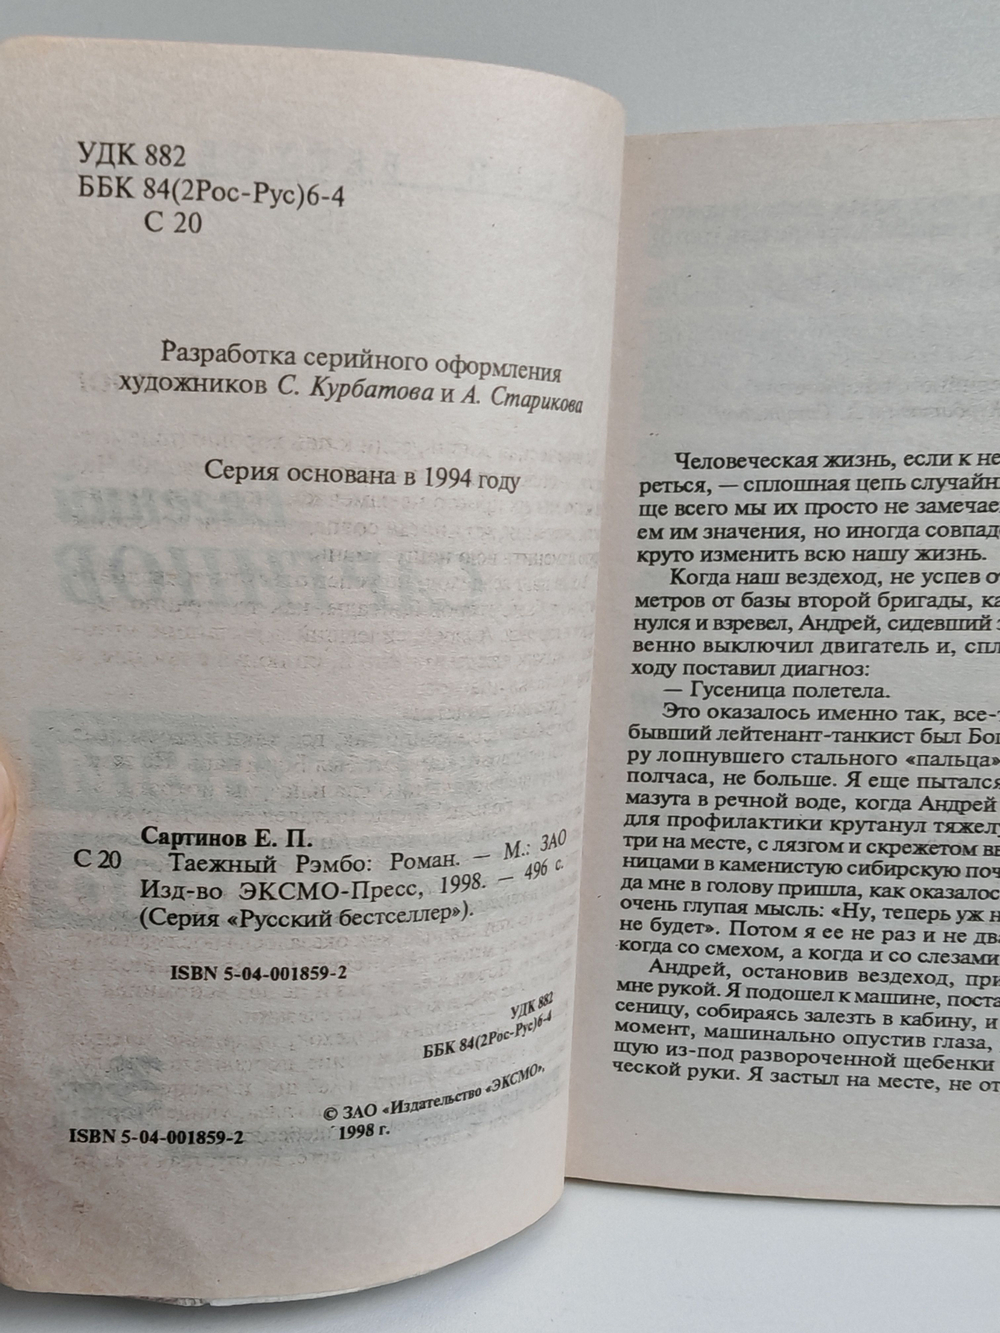 УДК 882
ББК 84(2Рос-Рус)6-4
С 20
Разработка серийного оформления
художников С. Курбатова и А. Старикова
Серия основана в 1994 году
Сартинов Е. П.
С 20 Таежный Рэмбо: Роман. — М.: ЗАО
Изд-во ЭКСМО-Пресс, 1998. — 496 с.
(Серия «Русский бестселлер»).
ISBN 5-04-001859-2
УДК 882
ББК 84(2Рос-Рус)6-4
© ЗАО «Издательство «ЭКСМО»,
1998 г.
ISBN 5-04-001859-2
Человеческая жизнь, если к не
реться, — сплошная цепь случайн
ще всего мы их просто не замечае
ем им значения, но иногда совпад
круто изменить всю нашу жизнь.
Когда наш вездеход, не успев о
метров от базы второй бригады, ка
нулся и взревел, Андрей, сидевший з
венно выключил двигатель и, спл
ходу поставил диагноз:
— Гусеница полетела.
Это оказалось именно так, все-т
бывший лейтенант-танкист был Бог
ру лопнувшего стального «пальца»
полчаса, не больше. Я еще пытался
мазута в речной воде, когда Андрей
для профилактики крутанул тяжелу
три на месте, с лязгом и скрежетом в
ницами в каменистую сибирскую поч
да мне в голову пришла, как оказалос
очень глупая мысль: «Ну, теперь уж н
не будет». Потом я ее не раз и не два
когда со смехом, а когда и со слезами
Андрей, остановив вездеход, при
мне рукой. Я подошел к машине, поста
сеницу, собираясь залезть в кабину, и
момент, машинально опустив глаза,
щую из-под развороченной щебенки
ческой руки. Я застыл на месте, не от